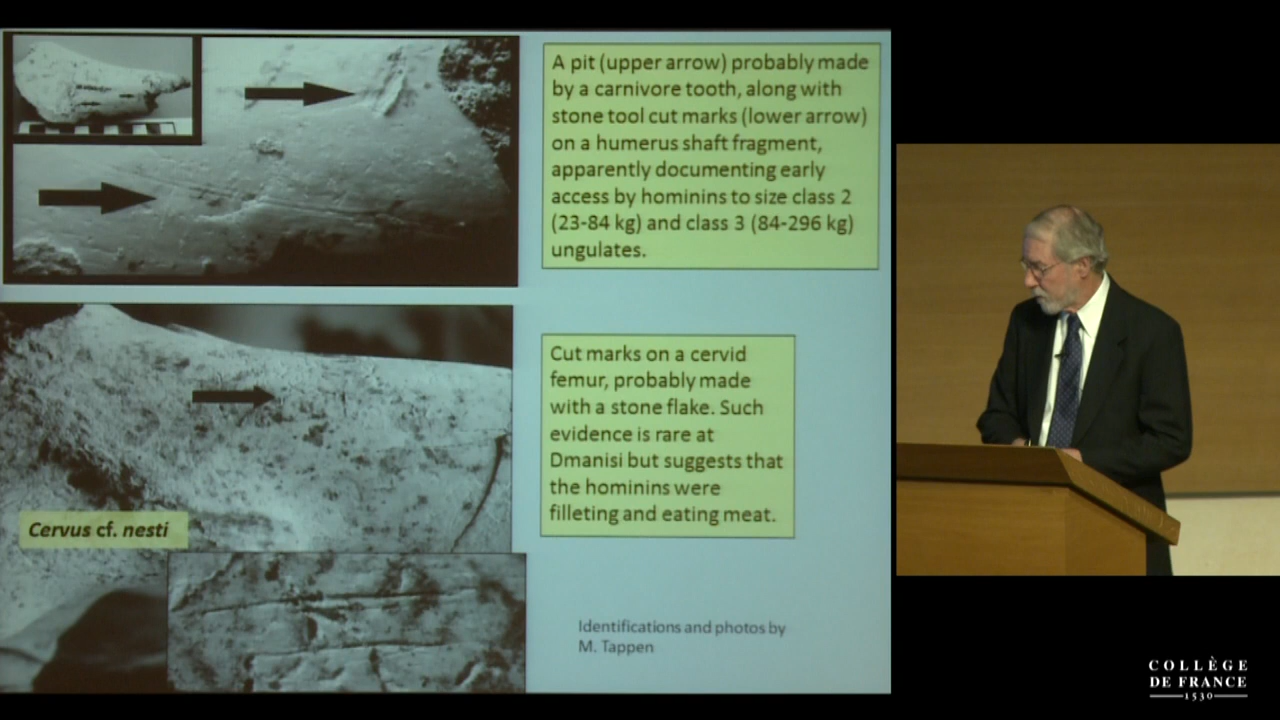 A pit (upper arrow) probably made
by a carnivore tooth, along with
stone tool cut marks (lower arrow)
on a humerus shaft fragment,
apparently documenting early
access by hominins to size class 2
(23-84 kg) and class 3 (84-296 kg)
ungulates.
Cut marks on a cervid
femur, probably made
with a stone flake. Such
evidence is rare at
Dmanisi but suggests that
the hominins were
filleting and eating meat.
Cervus cf. nesti
Identifications and photos by
M. Tappen
COLLÈGE
DE FRANCE
1530